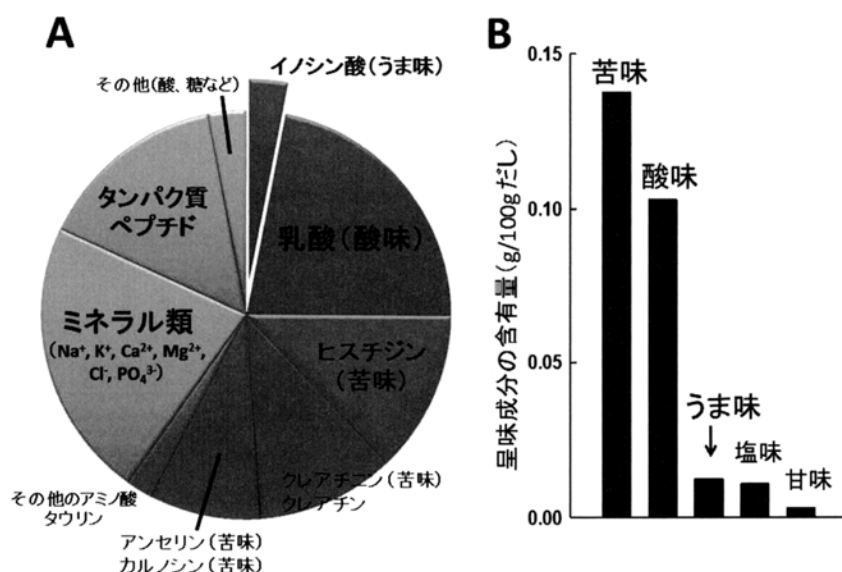 A
イノシン酸(うま味)
その他(酸、糖など)
タンパク質
ペプチド
乳酸(酸味)
ミネラル類
(Na⁺, K⁺, Ca²⁺, Mg²⁺,
Cl⁻, PO₄³⁻)
ヒスチジン
(苦味)
クレアチニン(苦味)
クレアチン
その他のアミノ酸
タウリン
アンセリン(苦味)
カルノシン(苦味)
B
呈味成分の含有量(g/100gだし)
0.15
0.10
0.05
0.00
苦味
酸味
うま味
塩味
甘味